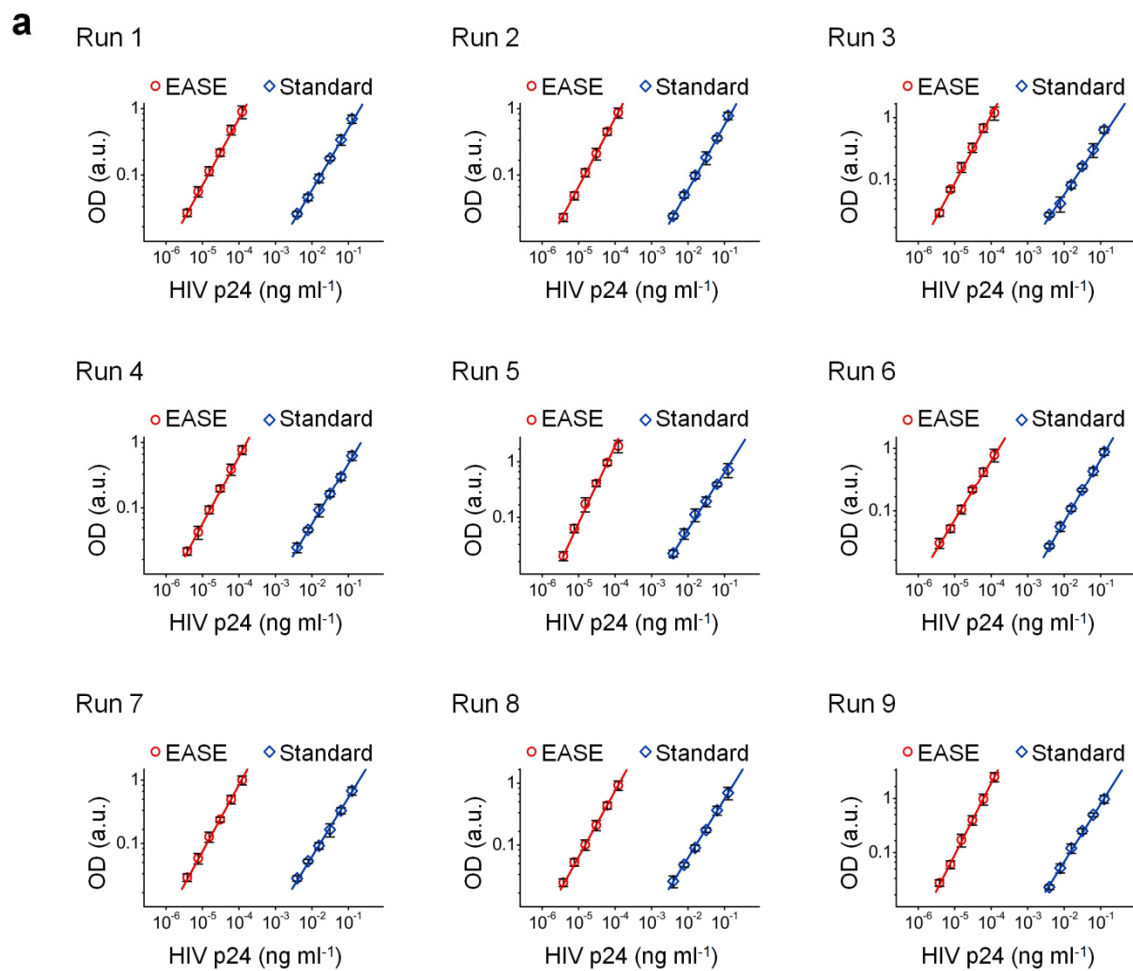 a
Run 1
EASE Standard
1
0.1
OD (a.u.)
10⁻⁶ 10⁻⁵ 10⁻⁴ 10⁻³ 10⁻² 10⁻¹
HIV p24 (ng ml⁻¹)
Run 2
EASE Standard
1
0.1
OD (a.u.)
10⁻⁶ 10⁻⁵ 10⁻⁴ 10⁻³ 10⁻² 10⁻¹
HIV p24 (ng ml⁻¹)
Run 3
EASE Standard
1
0.1
OD (a.u.)
10⁻⁶ 10⁻⁵ 10⁻⁴ 10⁻³ 10⁻² 10⁻¹
HIV p24 (ng ml⁻¹)
Run 4
EASE Standard
1
0.1
OD (a.u.)
10⁻⁶ 10⁻⁵ 10⁻⁴ 10⁻³ 10⁻² 10⁻¹
HIV p24 (ng ml⁻¹)
Run 5
EASE Standard
1
0.1
OD (a.u.)
10⁻⁶ 10⁻⁵ 10⁻⁴ 10⁻³ 10⁻² 10⁻¹
HIV p24 (ng ml⁻¹)
Run 6
EASE Standard
1
0.1
OD (a.u.)
10⁻⁶ 10⁻⁵ 10⁻⁴ 10⁻³ 10⁻² 10⁻¹
HIV p24 (ng ml⁻¹)
Run 7
EASE Standard
1
0.1
OD (a.u.)
10⁻⁶ 10⁻⁵ 10⁻⁴ 10⁻³ 10⁻² 10⁻¹
HIV p24 (ng ml⁻¹)
Run 8
EASE Standard
1
0.1
OD (a.u.)
10⁻⁶ 10⁻⁵ 10⁻⁴ 10⁻³ 10⁻² 10⁻¹
HIV p24 (ng ml⁻¹)
Run 9
EASE Standard
1
0.1
OD (a.u.)
10⁻⁶ 10⁻⁵ 10⁻⁴ 10⁻³ 10⁻² 10⁻¹
HIV p24 (ng ml⁻¹)